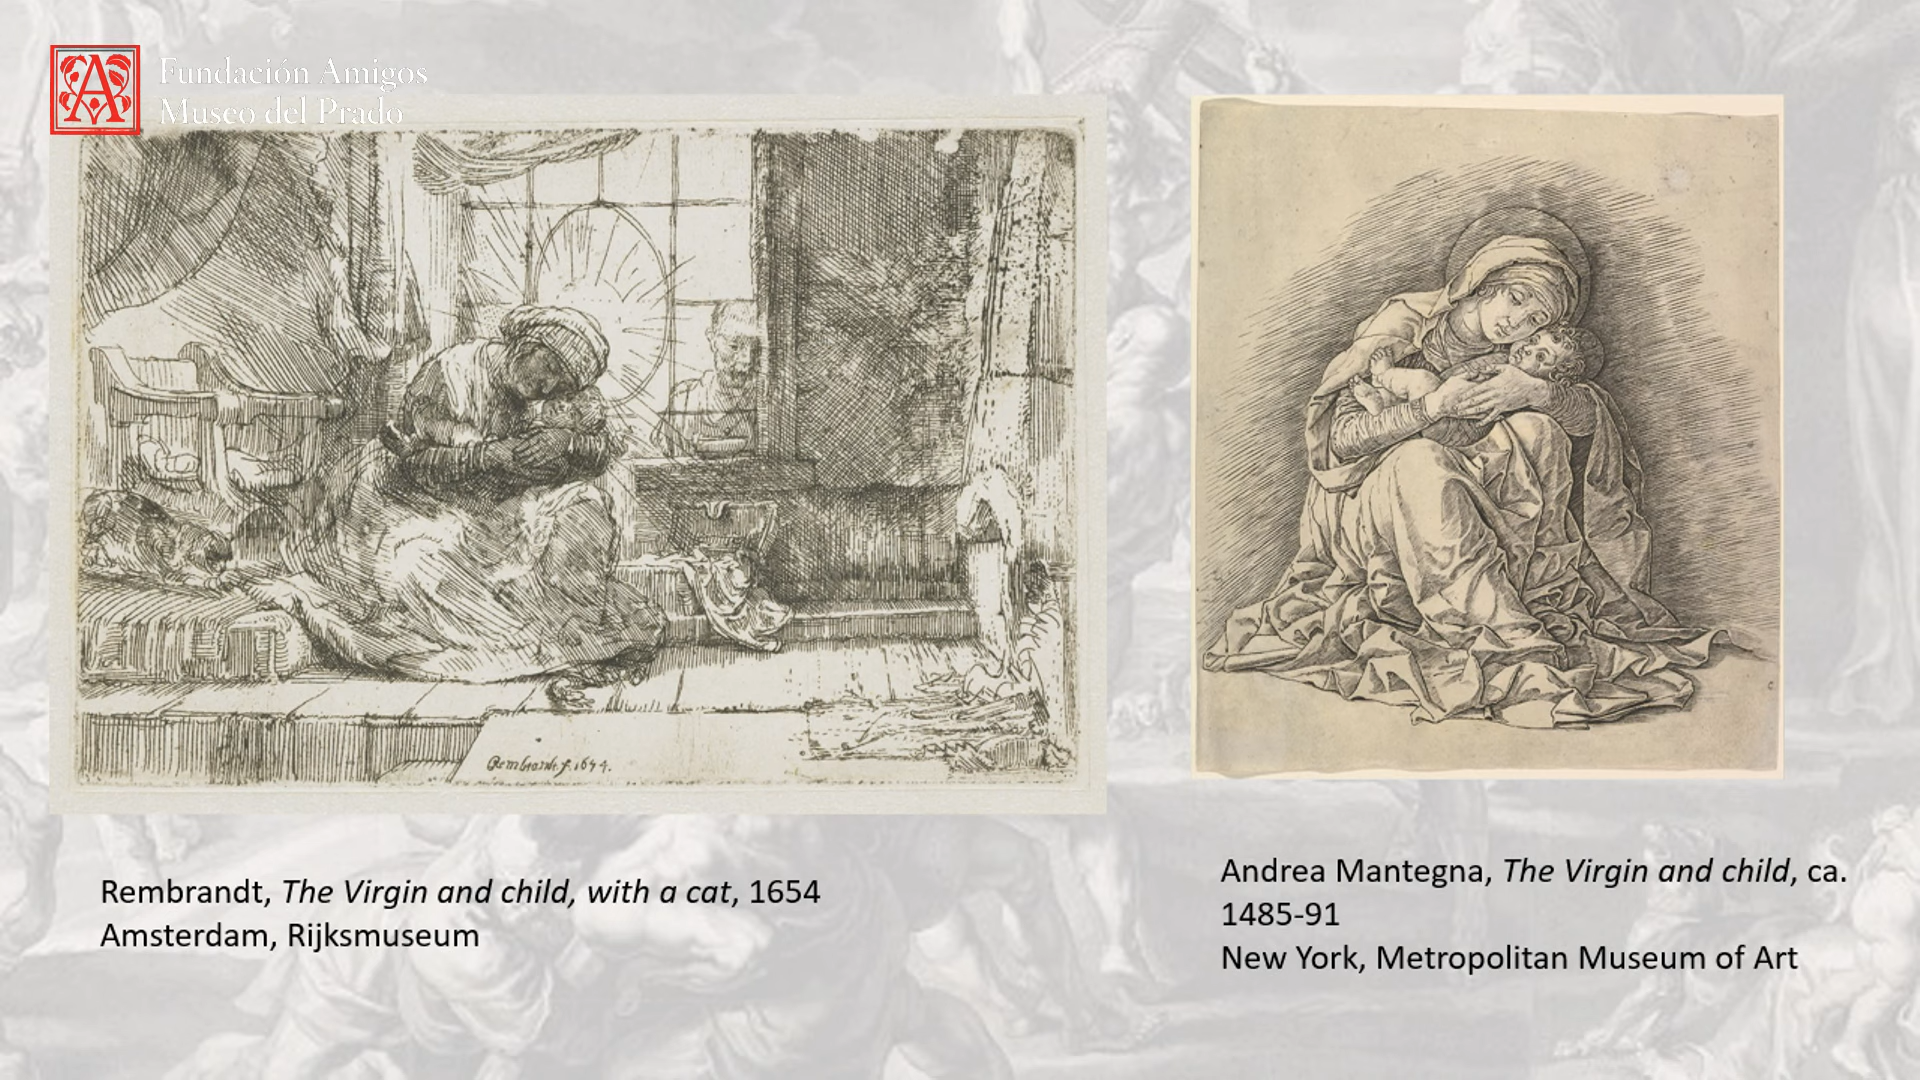 Fundación Amigos
Museo del Prado
Rembrandt f. 1654.
Rembrandt, The Virgin and child, with a cat, 1654
Amsterdam, Rijksmuseum
Andrea Mantegna, The Virgin and child, ca.
1485-91
New York, Metropolitan Museum of Art